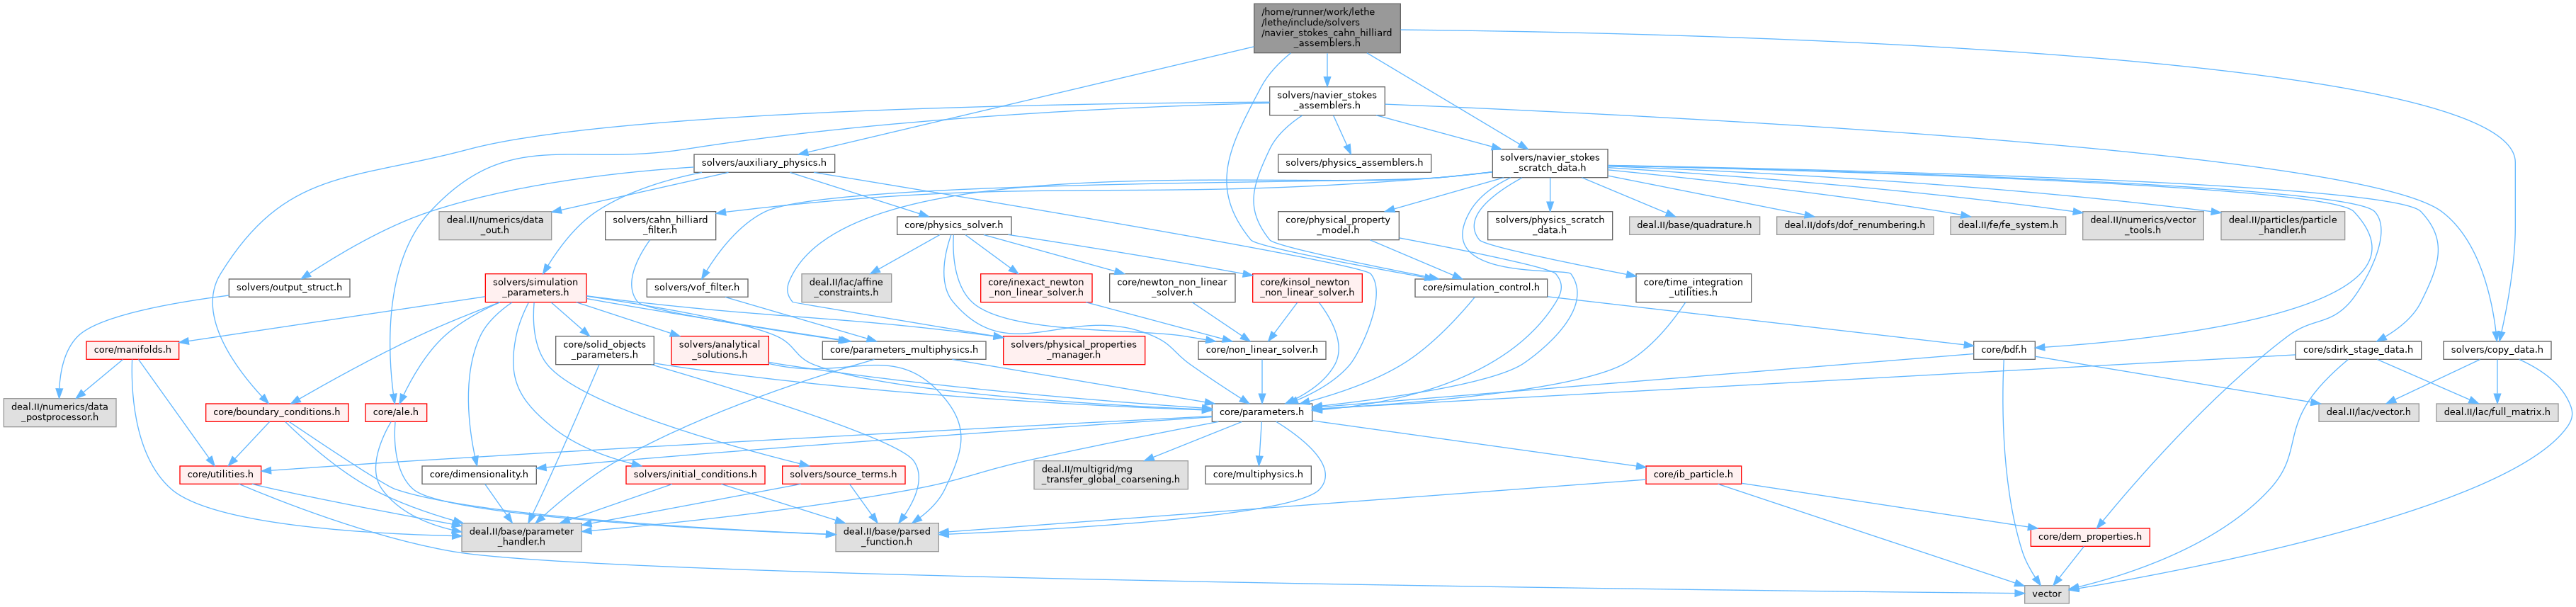 /home/runner/work/lethe
/lethe/include/solvers
/navier_stokes_cahn_hilliard
_assemblers.h
solvers/navier_stokes
_assemblers.h
solvers/auxiliary_physics.h
solvers/physics_assemblers.h
solvers/navier_stokes
_scratch_data.h
deal.II/numerics/data
_out.h
solvers/cahn_hilliard
_filter.h
core/physics_solver.h
core/physical_property
_model.h
solvers/physics_scratch
_data.h
deal.II/base/quadrature.h
deal.II/dofs/dof_renumbering.h
deal.II/fe/fe_system.h
deal.II/numerics/vector
_tools.h
deal.II/particles/particle
_handler.h
solvers/output_struct.h
solvers/simulation
_parameters.h
solvers/vof_filter.h
deal.II/lac/affine
_constraints.h
core/inexact_newton
_non_linear_solver.h
core/newton_non_linear
_solver.h
core/kinsol_newton
_non_linear_solver.h
core/simulation_control.h
core/time_integration
_utilities.h
core/manifolds.h
core/solid_objects
_parameters.h
solvers/analytical
_solutions.h
core/parameters_multiphysics.h
solvers/physical_properties
_manager.h
core/non_linear_solver.h
core/bdf.h
core/sdirk_stage_data.h
solvers/copy_data.h
deal.II/numerics/data
_postprocessor.h
core/boundary_conditions.h
core/ale.h
core/parameters.h
deal.II/lac/vector.h
deal.II/lac/full_matrix.h
core/utilities.h
core/dimensionality.h
solvers/initial_conditions.h
solvers/source_terms.h
deal.II/multigrid/mg
_transfer_global_coarsening.h
core/multiphysics.h
core/ib_particle.h
deal.II/base/parameter
_handler.h
deal.II/base/parsed
_function.h
core/dem_properties.h
vector